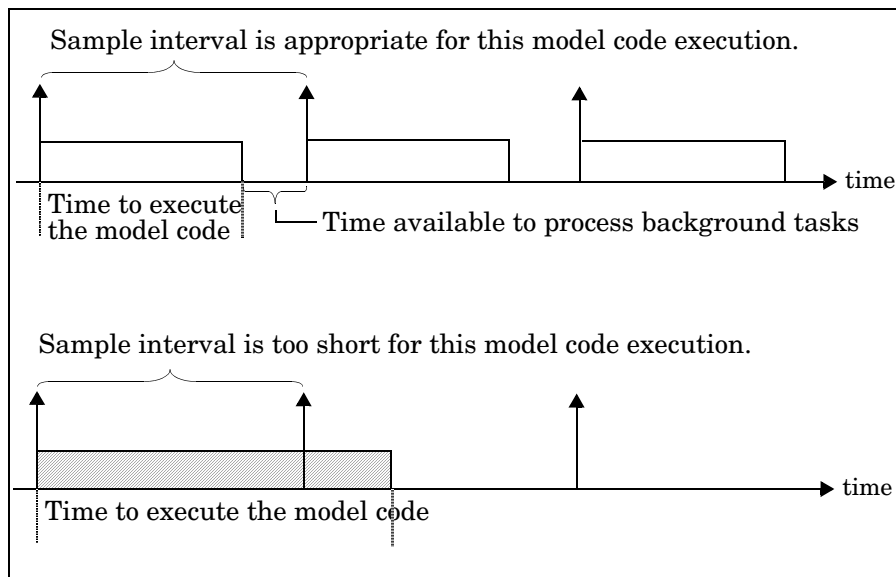 Sample interval is appropriate for this model code execution.
time
Time to execute
the model code
Time available to process background tasks
Sample interval is too short for this model code execution.
time
Time to execute the model code